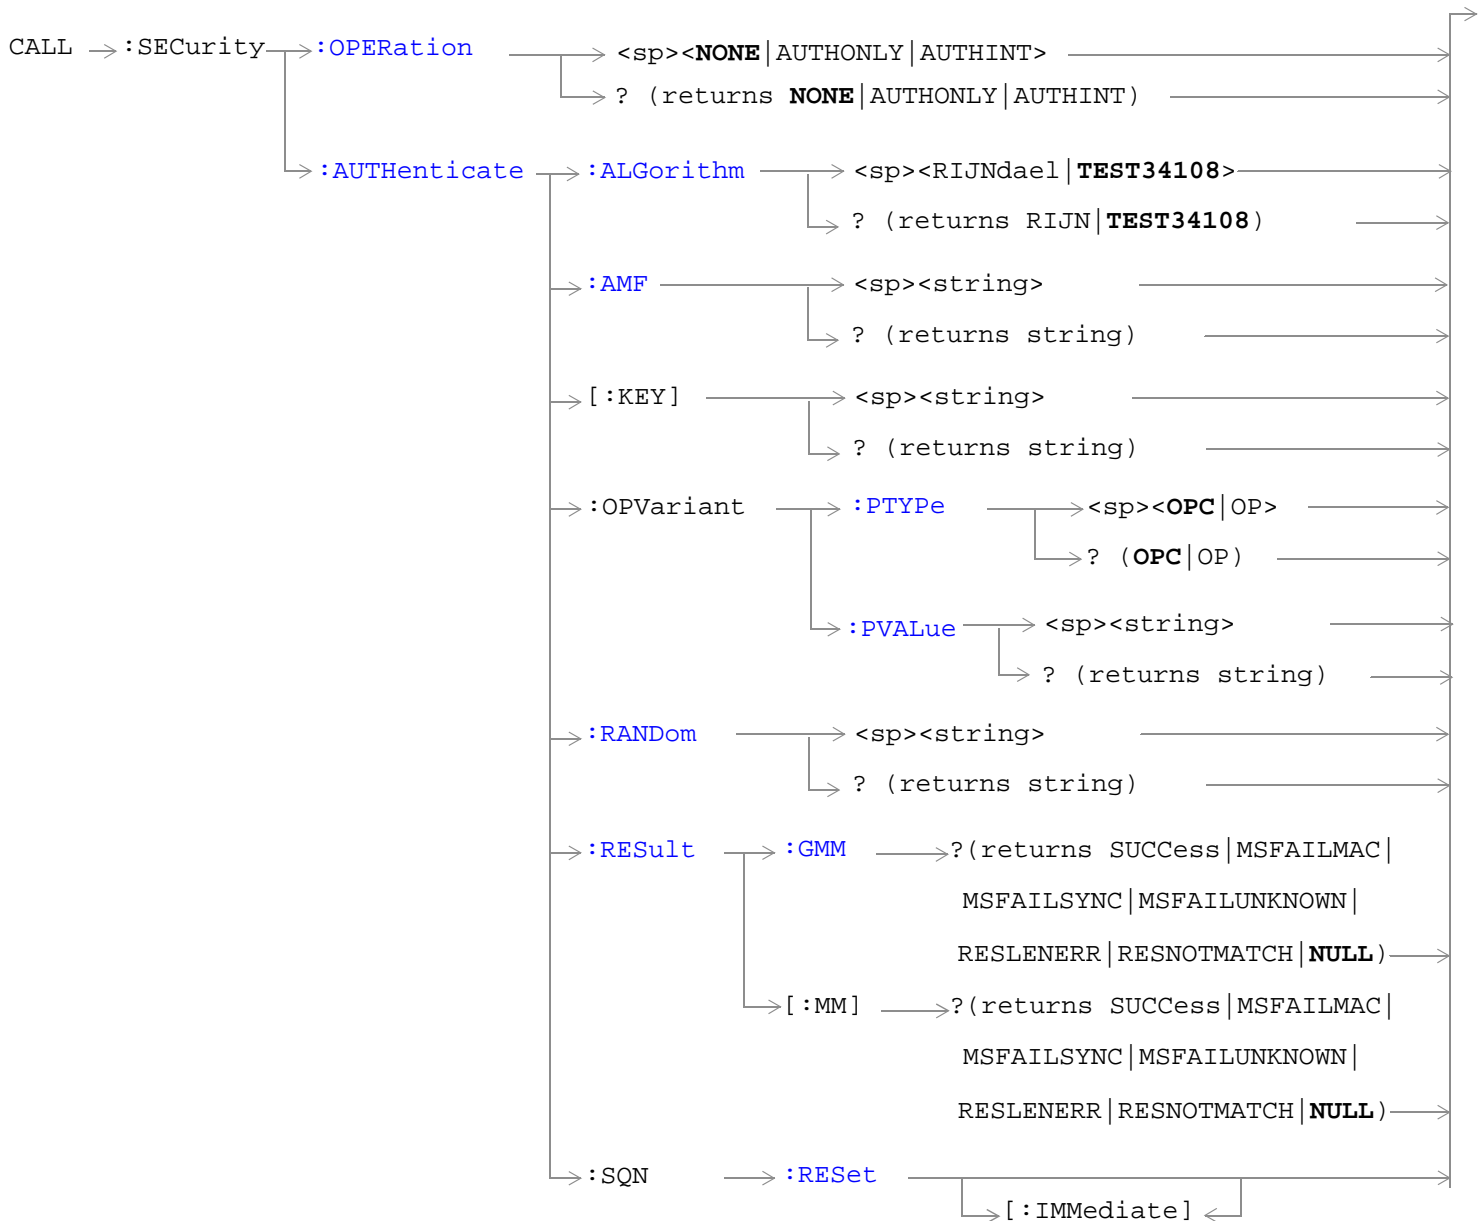 CALL :SECurity :OPERation <sp><NONE|AUTHONLY|AUTHINT>
? (returns NONE|AUTHONLY|AUTHINT)
:AUTHenticate :ALGorithm <sp><RIJNdael|TEST34108>
? (returns RIJN|TEST34108)
:AMF <sp><string>
? (returns string)
[:KEY] <sp><string>
? (returns string)
:OPVariant :PTYPe <sp><OPC|OP>
? (OPC|OP)
:PVALue <sp><string>
? (returns string)
:RANDom <sp><string>
? (returns string)
:RESult :GMM ?(returns SUCCess|MSFAILMAC|
MSFAILSYNC|MSFAILUNKNOWN|
RESLENERR|RESNOTMATCH|NULL)
[:MM] ?(returns SUCCess|MSFAILMAC|
MSFAILSYNC|MSFAILUNKNOWN|
RESLENERR|RESNOTMATCH|NULL)
:SQN :RESet
[:IMMediate]